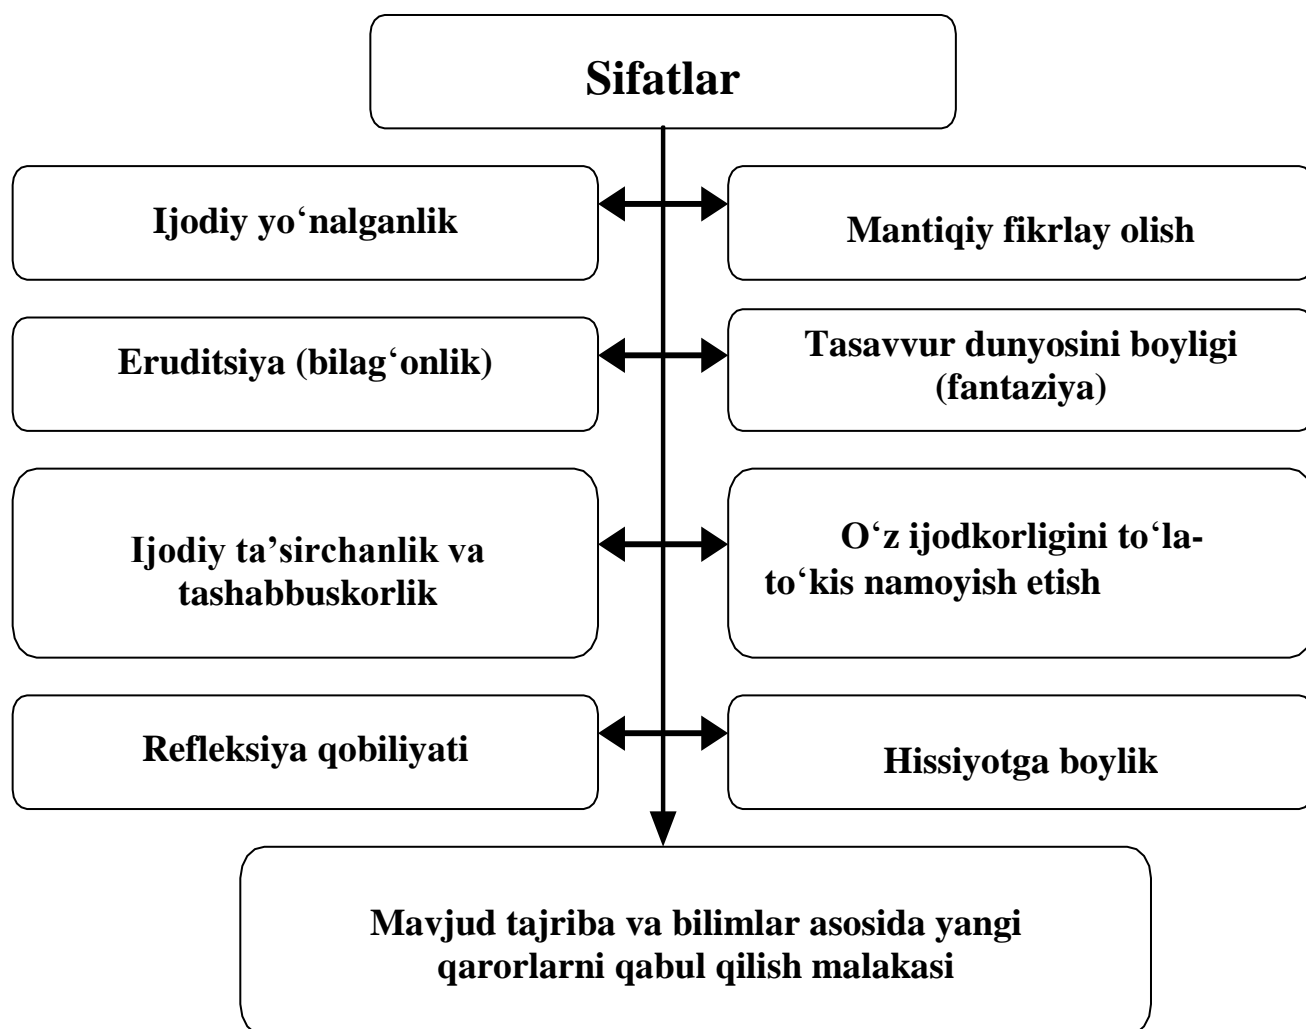 Sifatlar
Ijodiy yo‘nalganlik
Mantiqiy fikrlay olish
Eruditsiya (bilag‘onlik)
Tasavvur dunyosini boyligi
(fantaziya)
Ijodiy ta’sirchanlik va
tashabbuskorlik
O‘z ijodkorligini to‘la-
to‘kis namoyish etish
Refleksiya qobiliyati
Hissiyotga boylik
Mavjud tajriba va bilimlar asosida yangi
qarorlarni qabul qilish malakasi